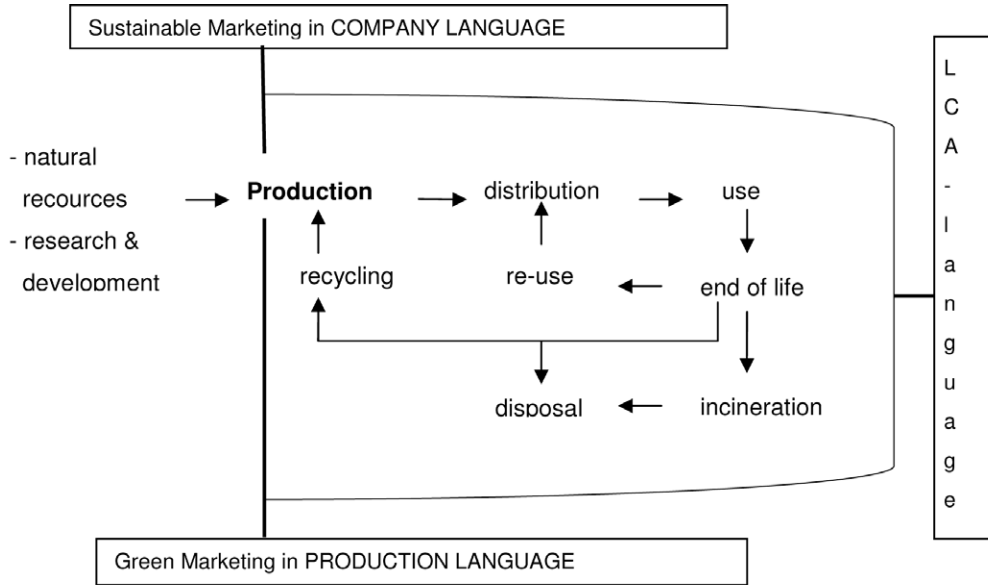 Sustainable Marketing in COMPANY LANGUAGE
- natural
recources
- research &
development
Production
distribution
use
recycling
re-use
end of life
disposal
incineration
Green Marketing in PRODUCTION LANGUAGE
L
C
A
-
l
a
n
g
u
a
g
e